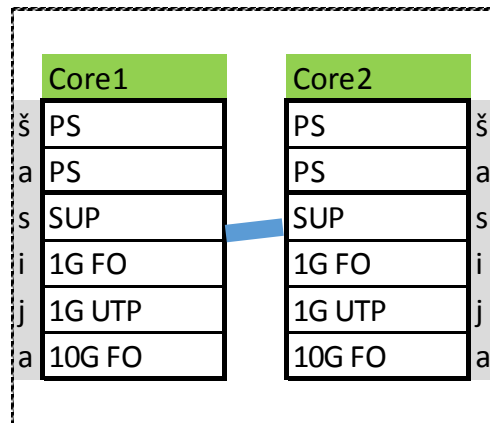 Core1 Core2
š PS PS š
a PS PS a
s SUP SUP s
i 1G FO 1G FO i
j 1G UTP 1G UTP j
a 10G FO 10G FO a